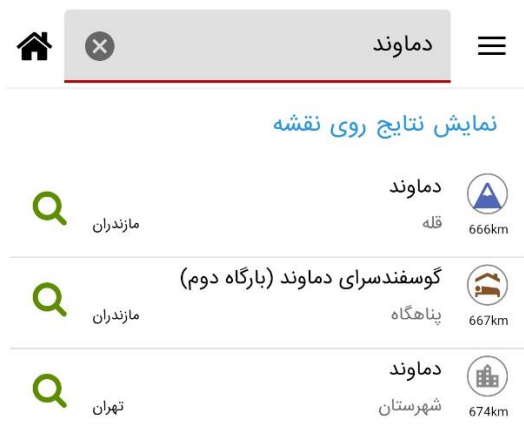 دماوند
نمایش نتایج روی نقشه
دماوند
قله
مازندران
666km
گوسفندسرای دماوند (بارگاه دوم)
پناهگاه
مازندران
667km
دماوند
شهرستان
تهران
674km